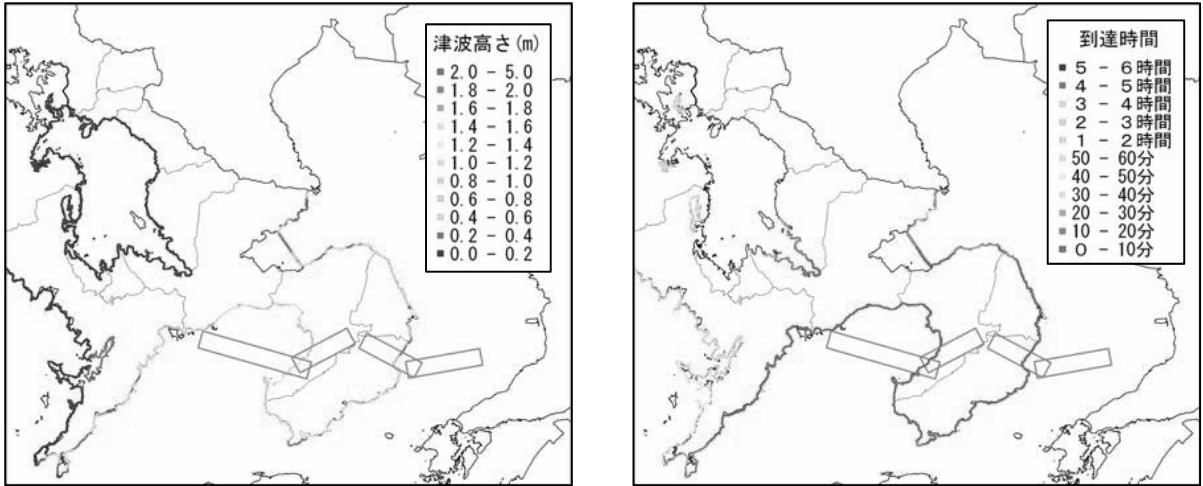 津波高さ(m)
2.0 - 5.0
1.8 - 2.0
1.6 - 1.8
1.4 - 1.6
1.2 - 1.4
1.0 - 1.2
0.8 - 1.0
0.6 - 0.8
0.4 - 0.6
0.2 - 0.4
0.0 - 0.2
到達時間
5 - 6時間
4 - 5時間
3 - 4時間
2 - 3時間
1 - 2時間
50 - 60分
40 - 50分
30 - 40分
20 - 30分
10 - 20分
0 - 10分